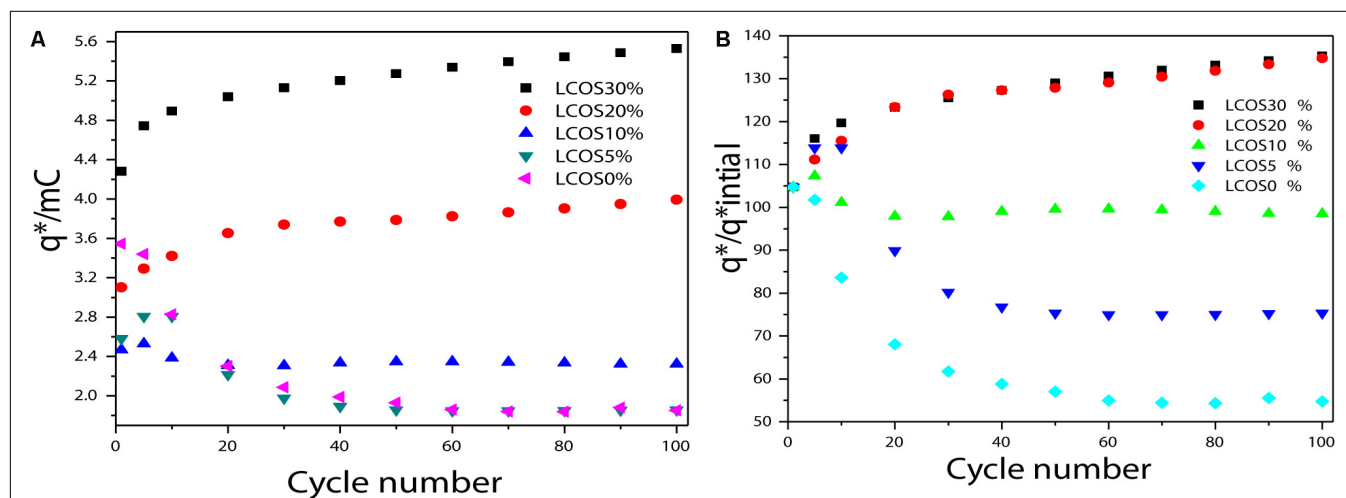 A
q*/mC
5.6
5.2
4.8
4.4
4.0
3.6
3.2
2.8
2.4
2.0
LCOS30%
LCOS20%
LCOS10%
LCOS5%
LCOS0%
0 20 40 60 80 100
Cycle number
B
q*/q*intial
140
130
120
110
100
90
80
70
60
50
LCOS30 %
LCOS20 %
LCOS10 %
LCOS5 %
LCOS0 %
0 20 40 60 80 100
Cycle number